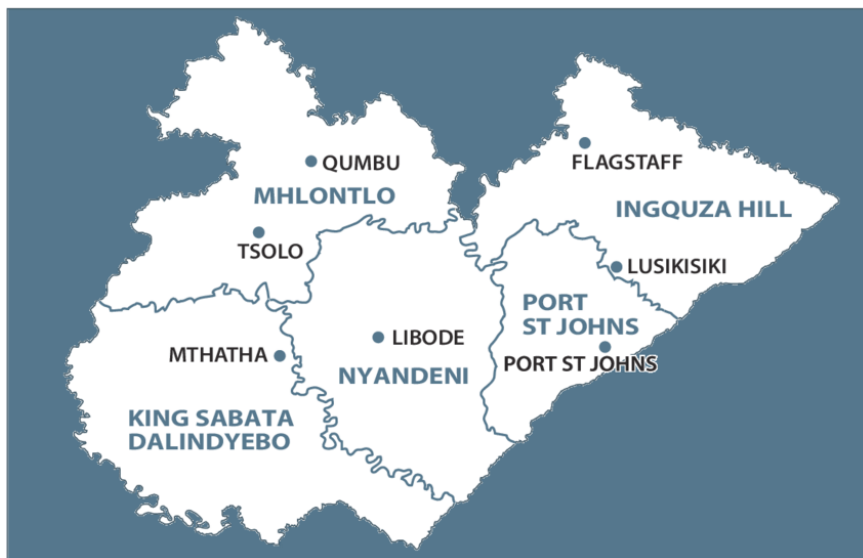 QUMBU
FLAGSTAFF
MHLONTLO
INGQUZA HILL
TSOLO
LUSIKISIKI
PORT
ST JOHNS
LIBODE
MTHATHA
PORT ST JOHNS
NYANDENI
KING SABATA
DALINDYEBO